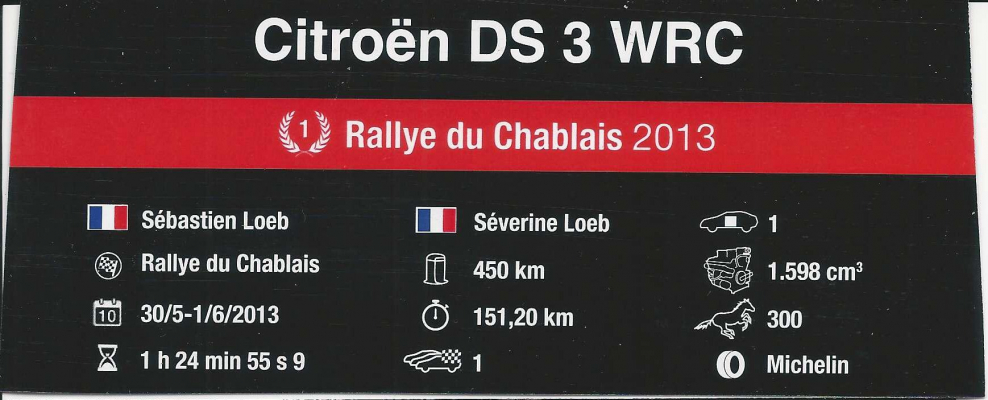 Citroën DS 3 WRC
1 Rallye du Chablais 2013
Sébastien Loeb
Séverine Loeb
1
Rallye du Chablais
450 km
1.598 cm³
10
30/5-1/6/2013
151,20 km
300
1 h 24 min 55 s 9
1
Michelin